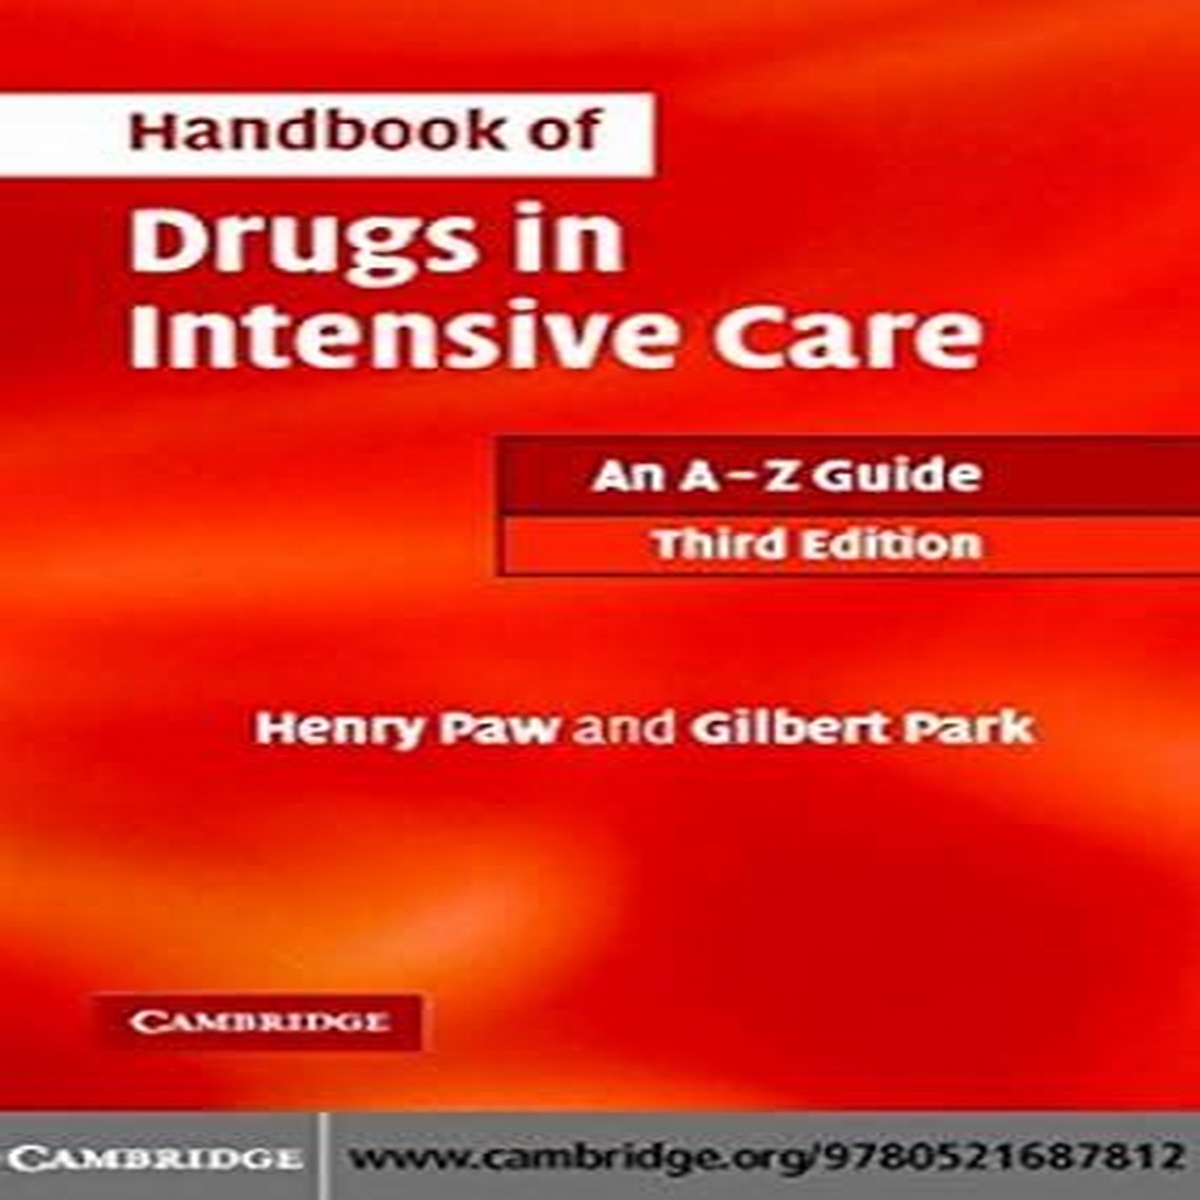 Handbook of
Drugs in
Intensive Care
An A–Z Guide
Third Edition
Henry Paw and Gilbert Park
CAMBRIDGE
CAMBRIDGE www.cambridge.org/9780521687812